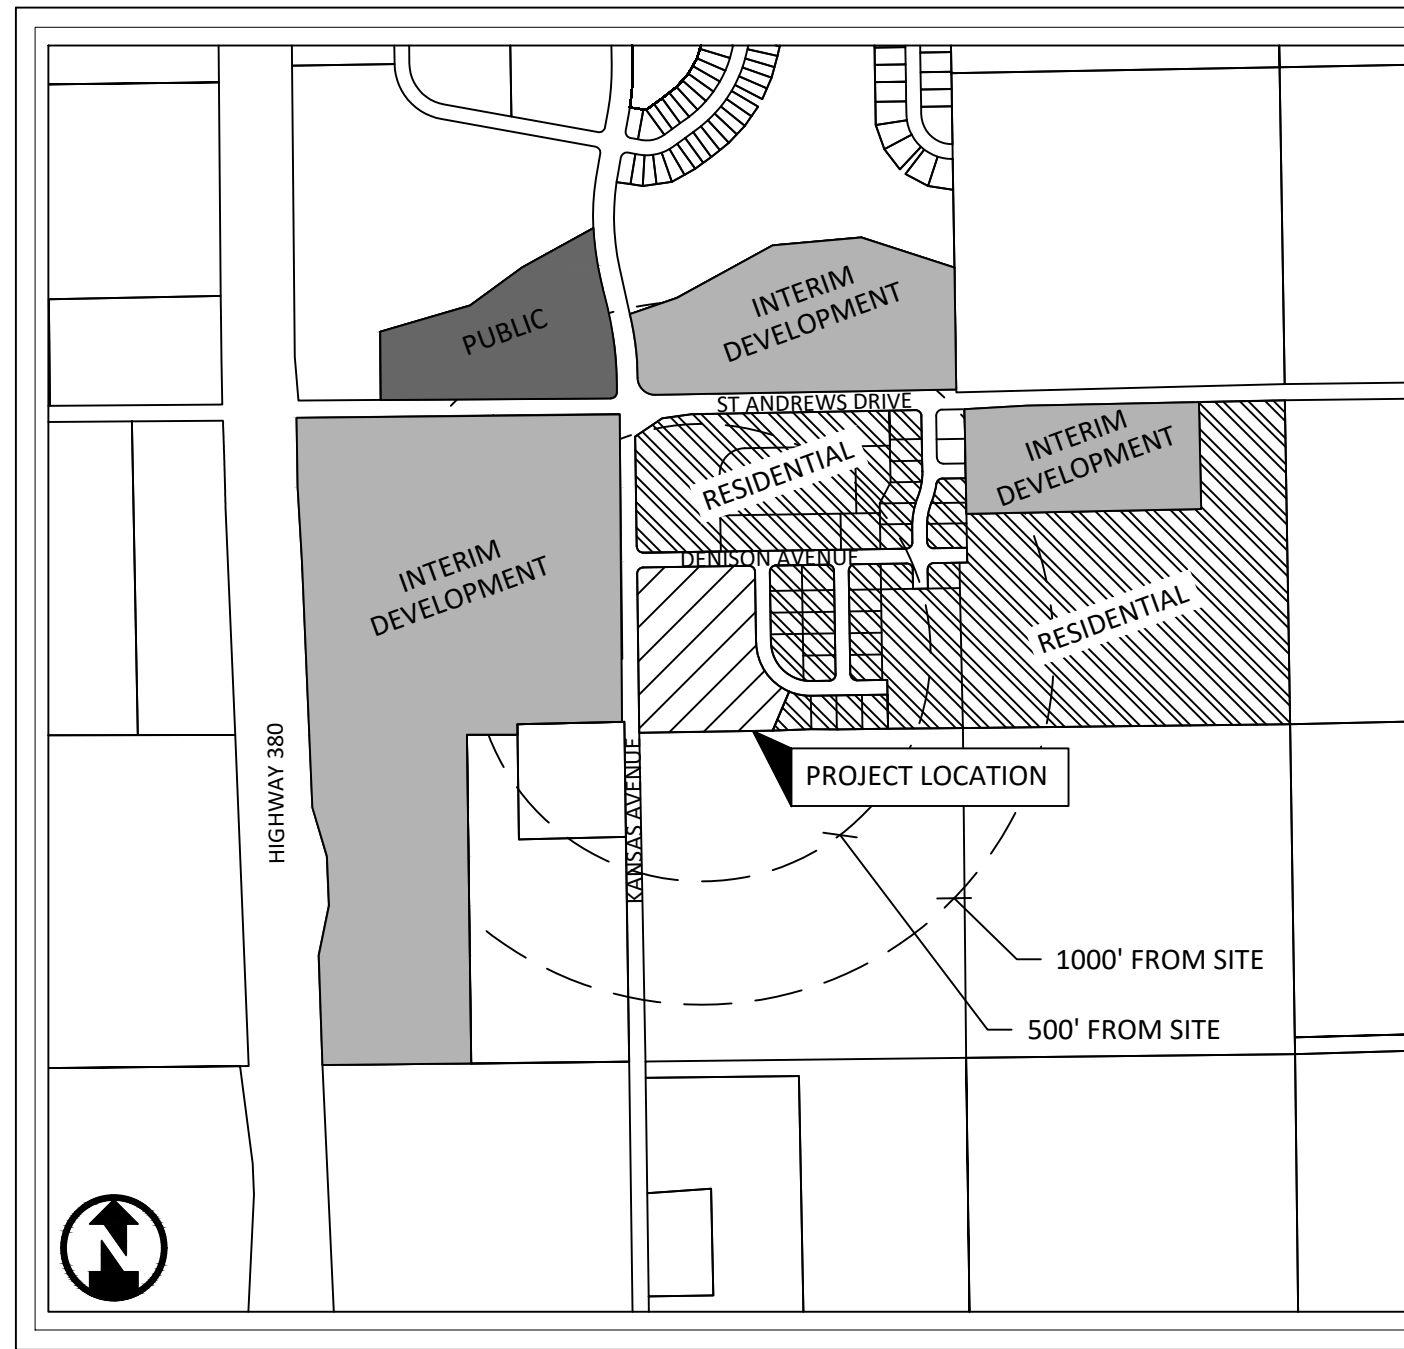 PUBLIC
INTERIM
DEVELOPMENT
ST ANDREWS DRIVE
RESIDENTIAL
INTERIM
DEVELOPMENT
INTERIM
DEVELOPMENT
DENISON AVENUE
RESIDENTIAL
HIGHWAY 380
KANSAS AVENUE
PROJECT LOCATION
1000' FROM SITE
500' FROM SITE
N